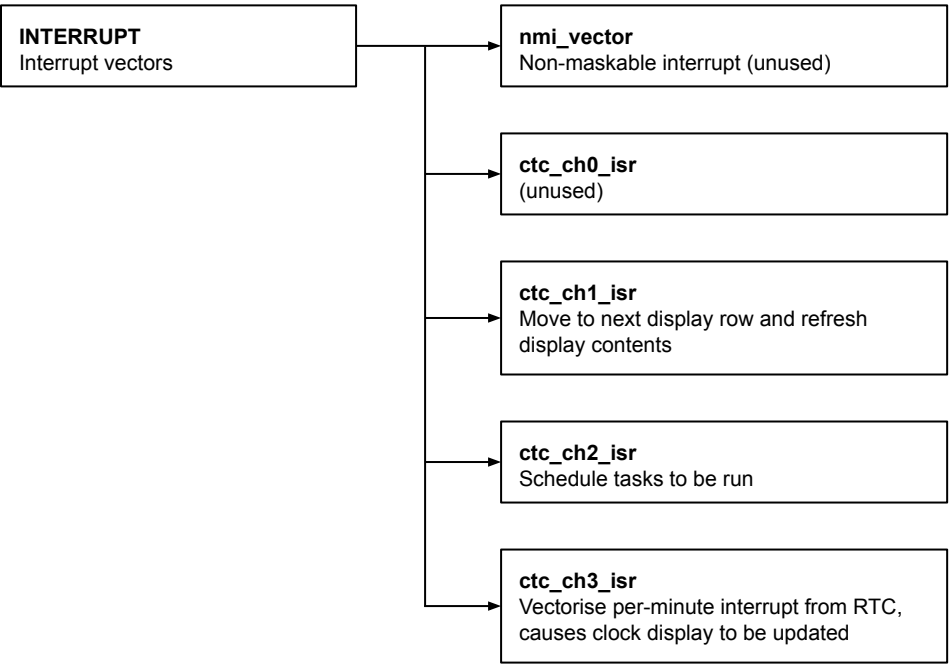 INTERRUPT
Interrupt vectors
nmi_vector
Non-maskable interrupt (unused)
ctc_ch0_isr
(unused)
ctc_ch1_isr
Move to next display row and refresh
display contents
ctc_ch2_isr
Schedule tasks to be run
ctc_ch3_isr
Vectorise per-minute interrupt from RTC,
causes clock display to be updated